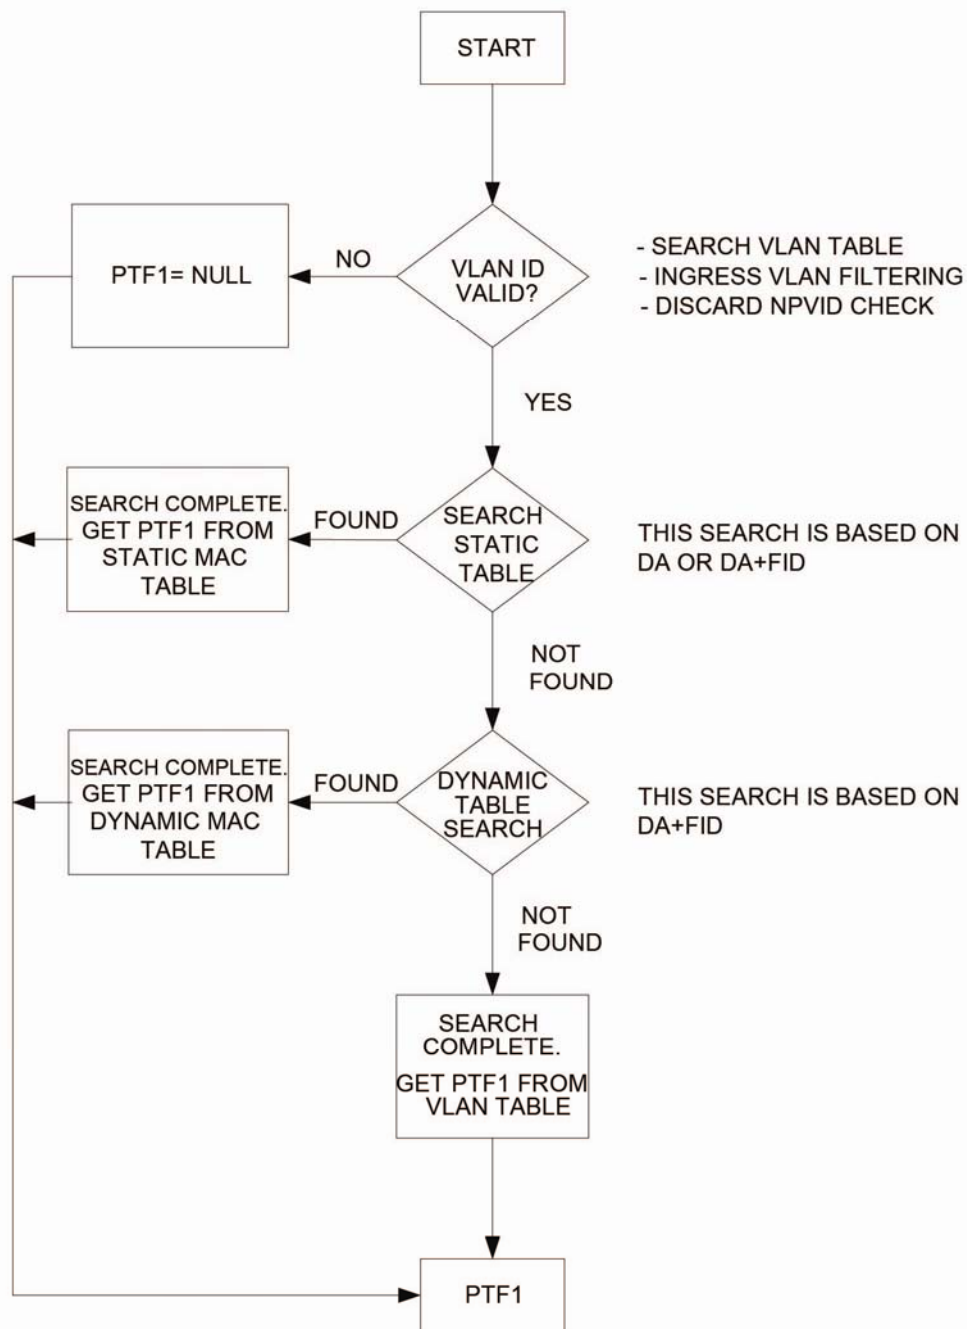 START
PTF1= NULL
NO
VLAN ID
VALID?
- SEARCH VLAN TABLE
- INGRESS VLAN FILTERING
- DISCARD NPVID CHECK
YES
SEARCH COMPLETE.
GET PTF1 FROM
STATIC MAC
TABLE
FOUND
SEARCH
STATIC
TABLE
THIS SEARCH IS BASED ON
DA OR DA+FID
NOT
FOUND
SEARCH COMPLETE.
GET PTF1 FROM
DYNAMIC MAC
TABLE
FOUND
DYNAMIC
TABLE
SEARCH
THIS SEARCH IS BASED ON
DA+FID
NOT
FOUND
SEARCH
COMPLETE.
GET PTF1 FROM
VLAN TABLE
PTF1